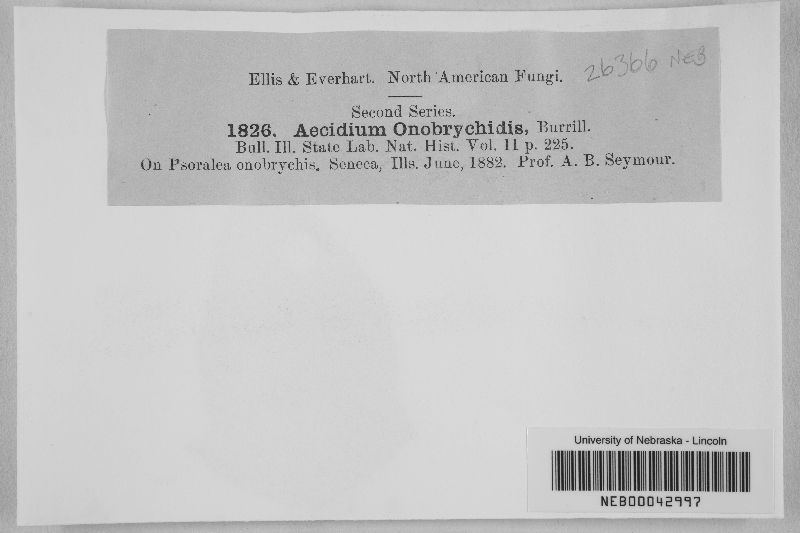 Ellis & Everhart. North American Fungi.
26366 NEB
Second Series.
1826. Aecidium Onobrychidis, Burrill.
Bull. Ill. State Lab. Nat. Hist. Vol. 11 p. 225.
On Psoralea onobrychis. Seneca, Ills. June, 1882. Prof. A. B. Seymour.
University of Nebraska - Lincoln
NEB00042997